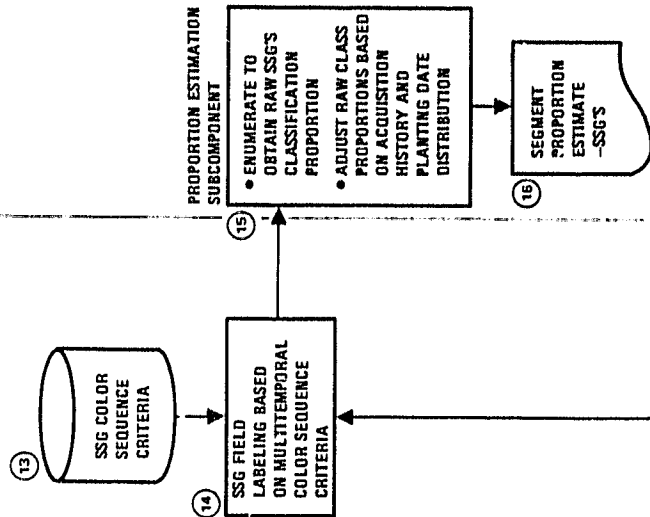 13
SSG COLOR
SEQUENCE
CRITERIA
14
SSG FIELD
LABELING BASED
ON MULTITEMPORAL
COLOR SEQUENCE
CRITERIA
PROPORTION ESTIMATION
SUBCOMPONENT
15
• ENUMERATE TO
OBTAIN RAW SSG'S
CLASSIFICATION
PROPORTION
• ADJUST RAW CLASS
PROPORTIONS BASED
ON ACQUISITION
HISTORY AND
PLANTING DATE
DISTRIBUTION
16
SEGMENT
PROPORTION
ESTIMATE
–SSG'S